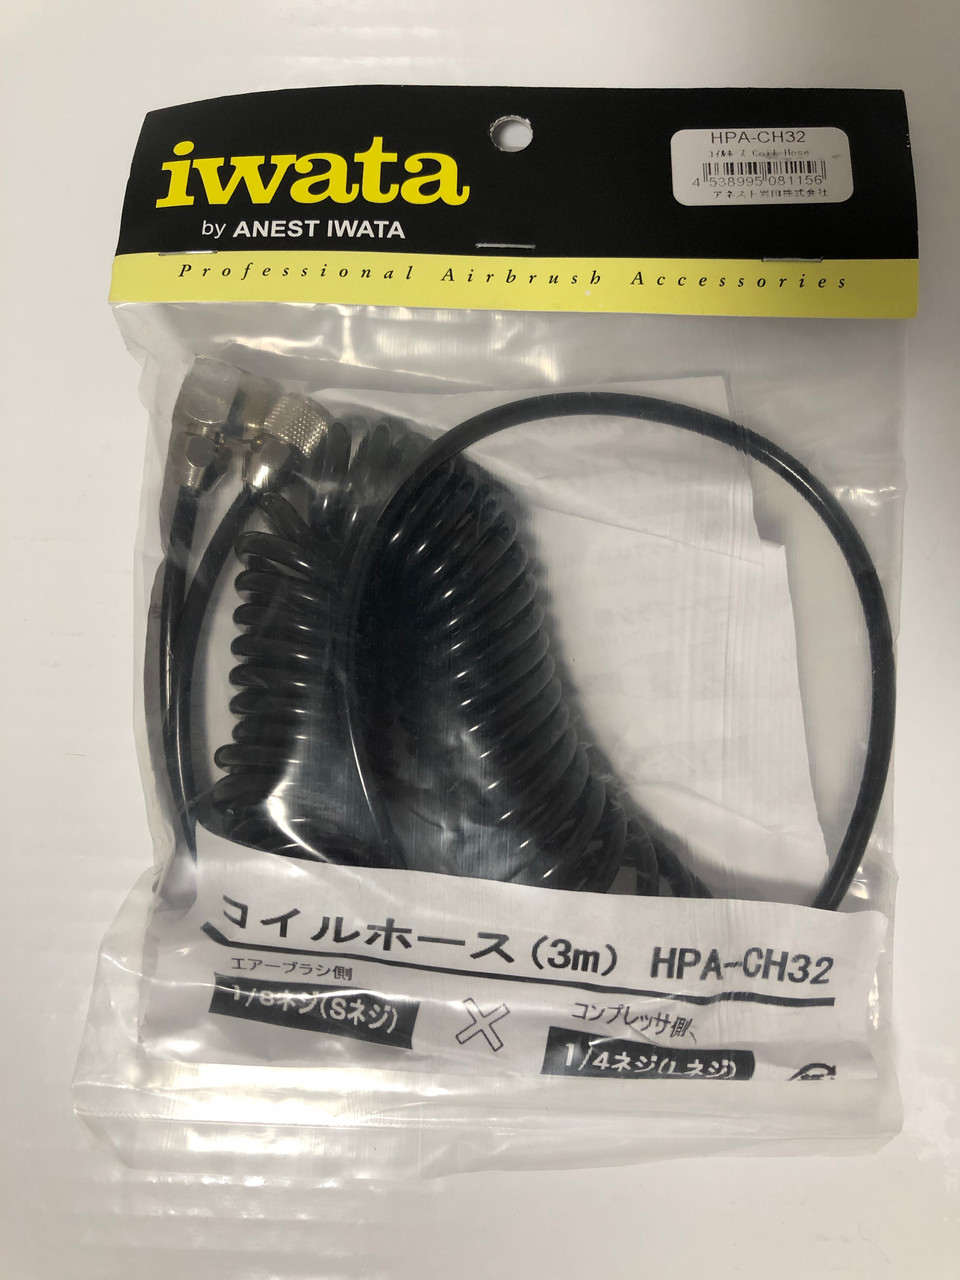 iwata
by ANEST IWATA
HPA-CH32
コイルホース Coil Hose
4 538995 081156
アネスト岩田株式会社
Professional Airbrush Accessories
コイルホース(3m) HPA-CH32
エアーブラシ側
1/8ネジ(Sネジ)
×
コンプレッサ側
1/4ネジ(Lネジ)